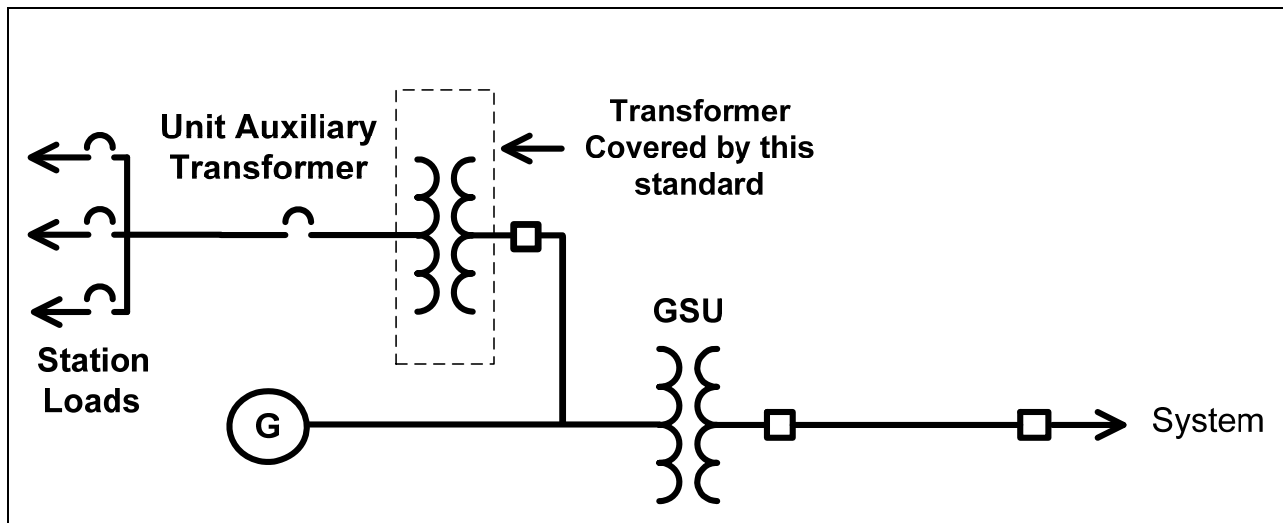 Unit Auxiliary
Transformer
Transformer
Covered by this
standard
Station
Loads
GSU
G
System